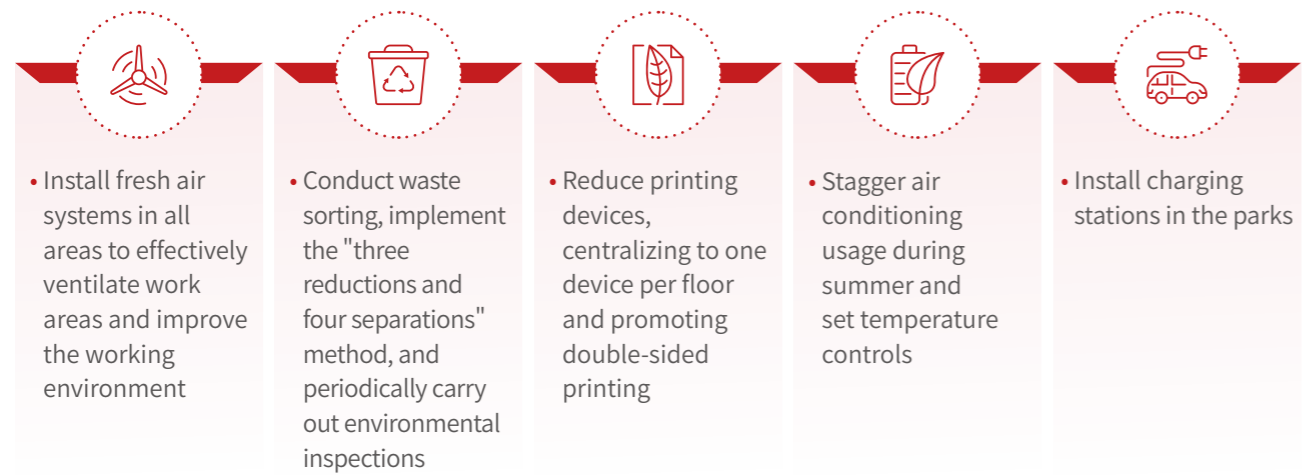 • Install fresh air
systems in all
areas to effectively
ventilate work
areas and improve
the working
environment
• Conduct waste
sorting, implement
the "three
reductions and
four separations"
method, and
periodically carry
out environmental
inspections
• Reduce printing
devices,
centralizing to one
device per floor
and promoting
double-sided
printing
• Stagger air
conditioning
usage during
summer and
set temperature
controls
• Install charging
stations in the parks